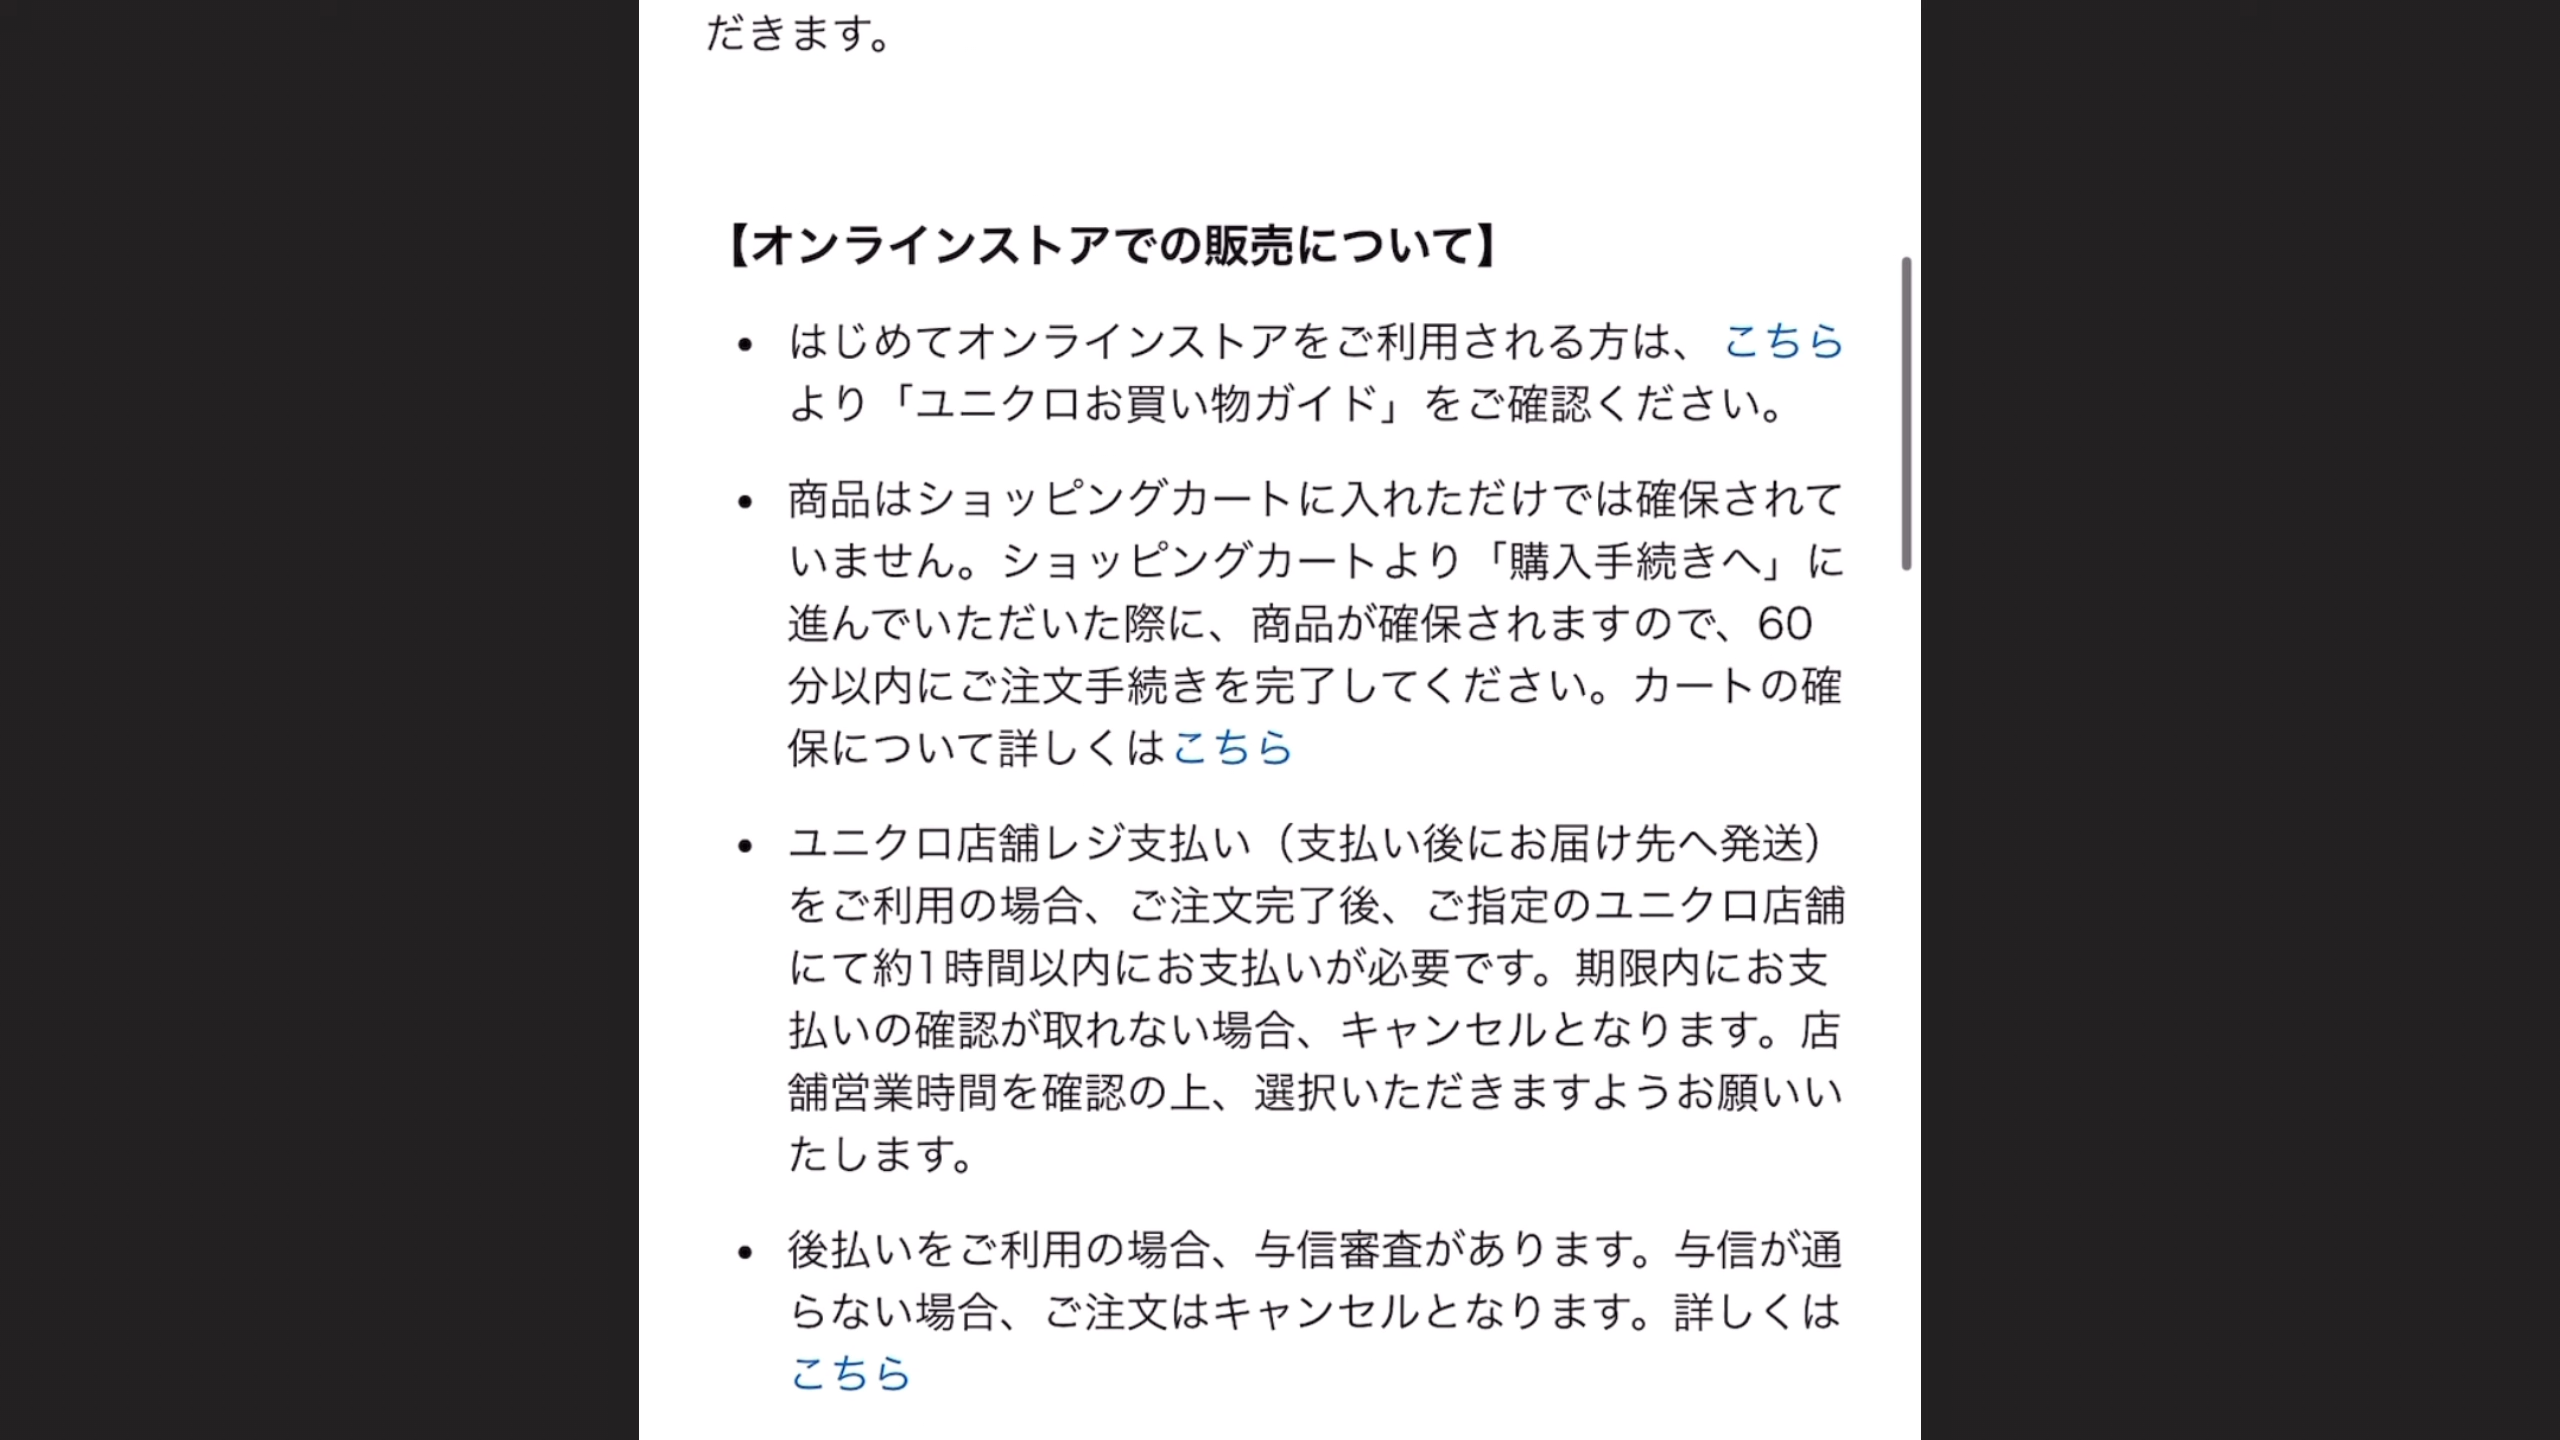 だきます。
【オンラインストアでの販売について】
• はじめてオンラインストアをご利用される方は、 こちら
より「ユニクロお買い物ガイド」をご確認ください。
• 商品はショッピングカートに入れただけでは確保されて
いません。ショッピングカートより「購入手続きへ」に
進んでいただいた際に、商品が確保されますので、60
分以内にご注文手続きを完了してください。カートの確
保について詳しくはこちら
• ユニクロ店舗レジ支払い（支払い後にお届け先へ発送）
をご利用の場合、ご注文完了後、ご指定のユニクロ店舗
にて約1時間以内にお支払いが必要です。期限内にお支
払いの確認が取れない場合、キャンセルとなります。店
舗営業時間を確認の上、選択いただきますようお願いい
たします。
• 後払いをご利用の場合、与信審査があります。与信が通
らない場合、ご注文はキャンセルとなります。詳しくは
こちら